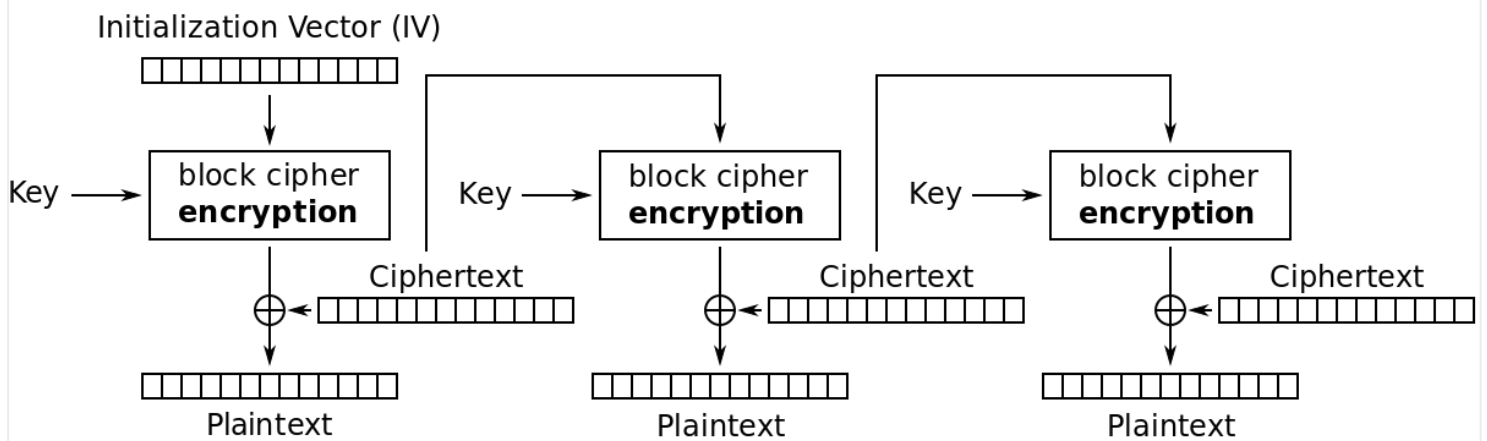 Initialization Vector (IV)
Key
block cipher
encryption
Key
block cipher
encryption
Key
block cipher
encryption
Ciphertext
Ciphertext
Ciphertext
Plaintext
Plaintext
Plaintext